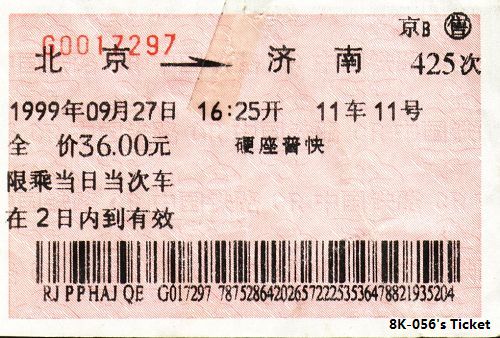 京B 售
G0017297
北京 → 济南 425次
1999年09月27日 16:25开 11车11号
全 价36.00元 硬座普快
限乘当日当次车
在2日内到有效
RJ PPHAJ QE G017297 7875286420265722253536478821935204
8K-056's Ticket